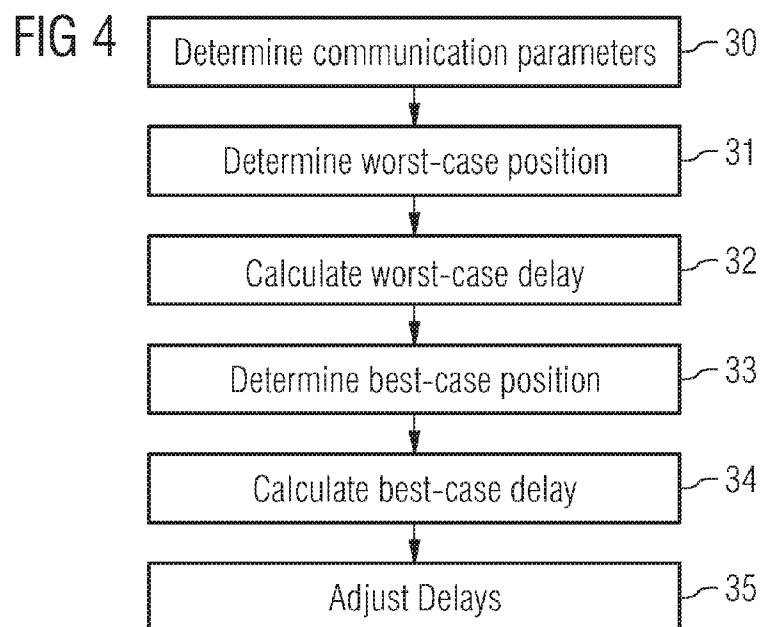 FIG 4
Determine communication parameters 30
Determine worst-case position 31
Calculate worst-case delay 32
Determine best-case position 33
Calculate best-case delay 34
Adjust Delays 35